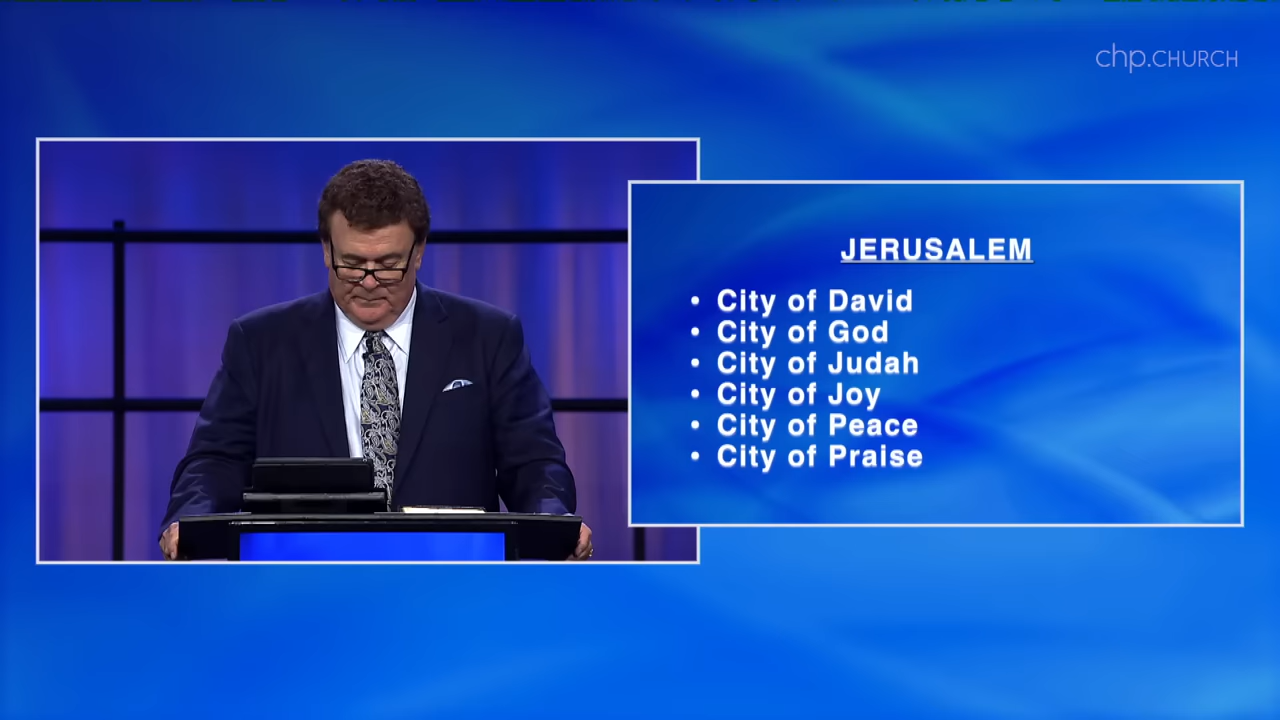 chp.CHURCH
JERUSALEM
• City of David
• City of God
• City of Judah
• City of Joy
• City of Peace
• City of Praise